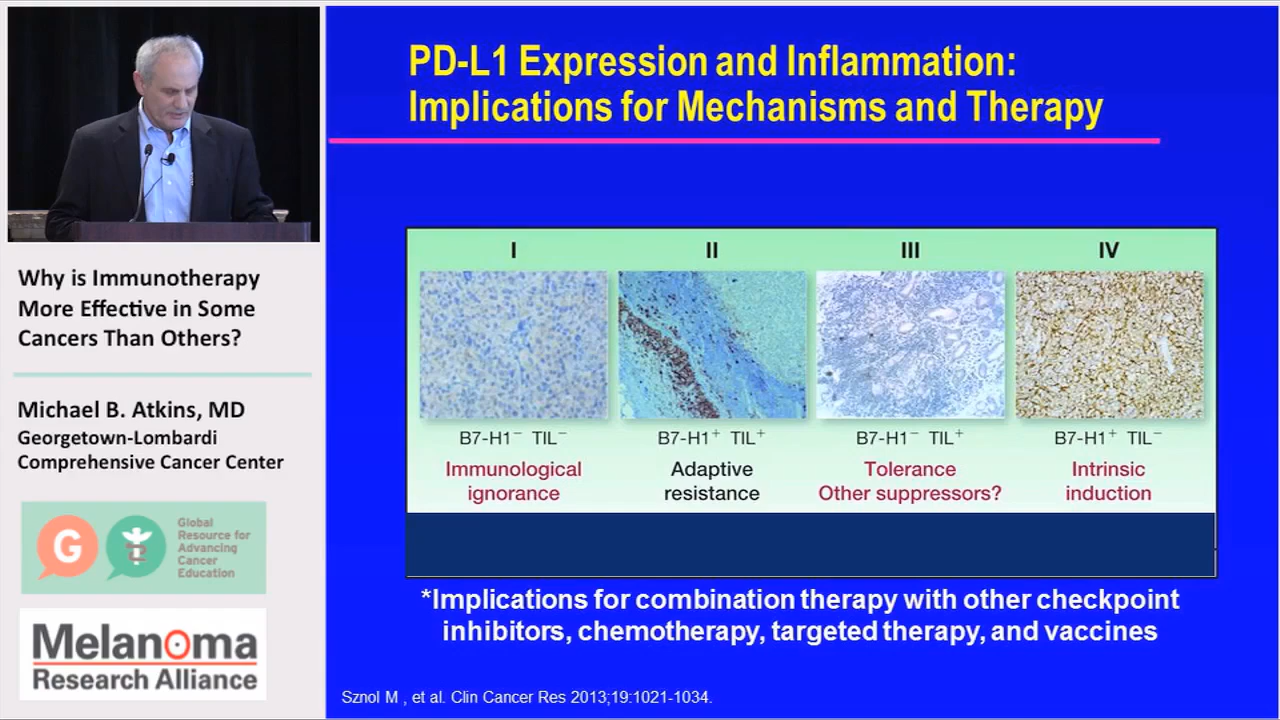 PD-L1 Expression and Inflammation:
Implications for Mechanisms and Therapy
Why is Immunotherapy
More Effective in Some
Cancers Than Others?
Michael B. Atkins, MD
Georgetown-Lombardi
Comprehensive Cancer Center
G
Global
Resource for
Advancing
Cancer
Education
Melanoma
Research Alliance
I II III IV
B7-H1⁻ TIL⁻ B7-H1⁺ TIL⁺ B7-H1⁻ TIL⁺ B7-H1⁺ TIL⁻
Immunological Adaptive Tolerance Intrinsic
ignorance resistance Other suppressors? induction
*Implications for combination therapy with other checkpoint
inhibitors, chemotherapy, targeted therapy, and vaccines
Sznol M , et al. Clin Cancer Res 2013;19:1021-1034.